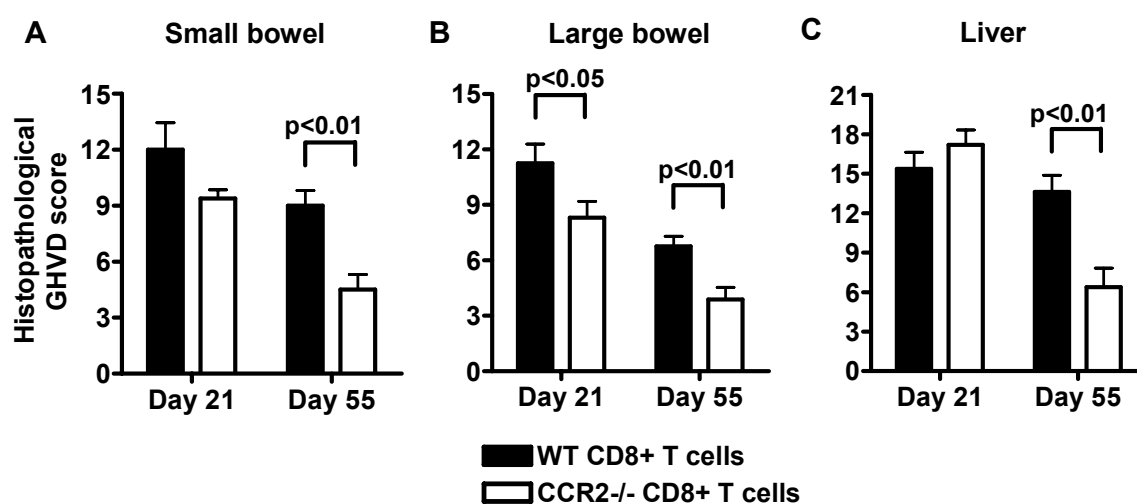 A
Small bowel
B
Large bowel
C
Liver
Histopathological
GHVD score
15
12
9
6
3
0
p<0.01
Day 21
Day 55
15
12
9
6
3
0
p<0.05
p<0.01
Day 21
Day 55
21
18
15
12
9
6
3
0
p<0.01
Day 21
Day 55
WT CD8+ T cells
CCR2-/- CD8+ T cells